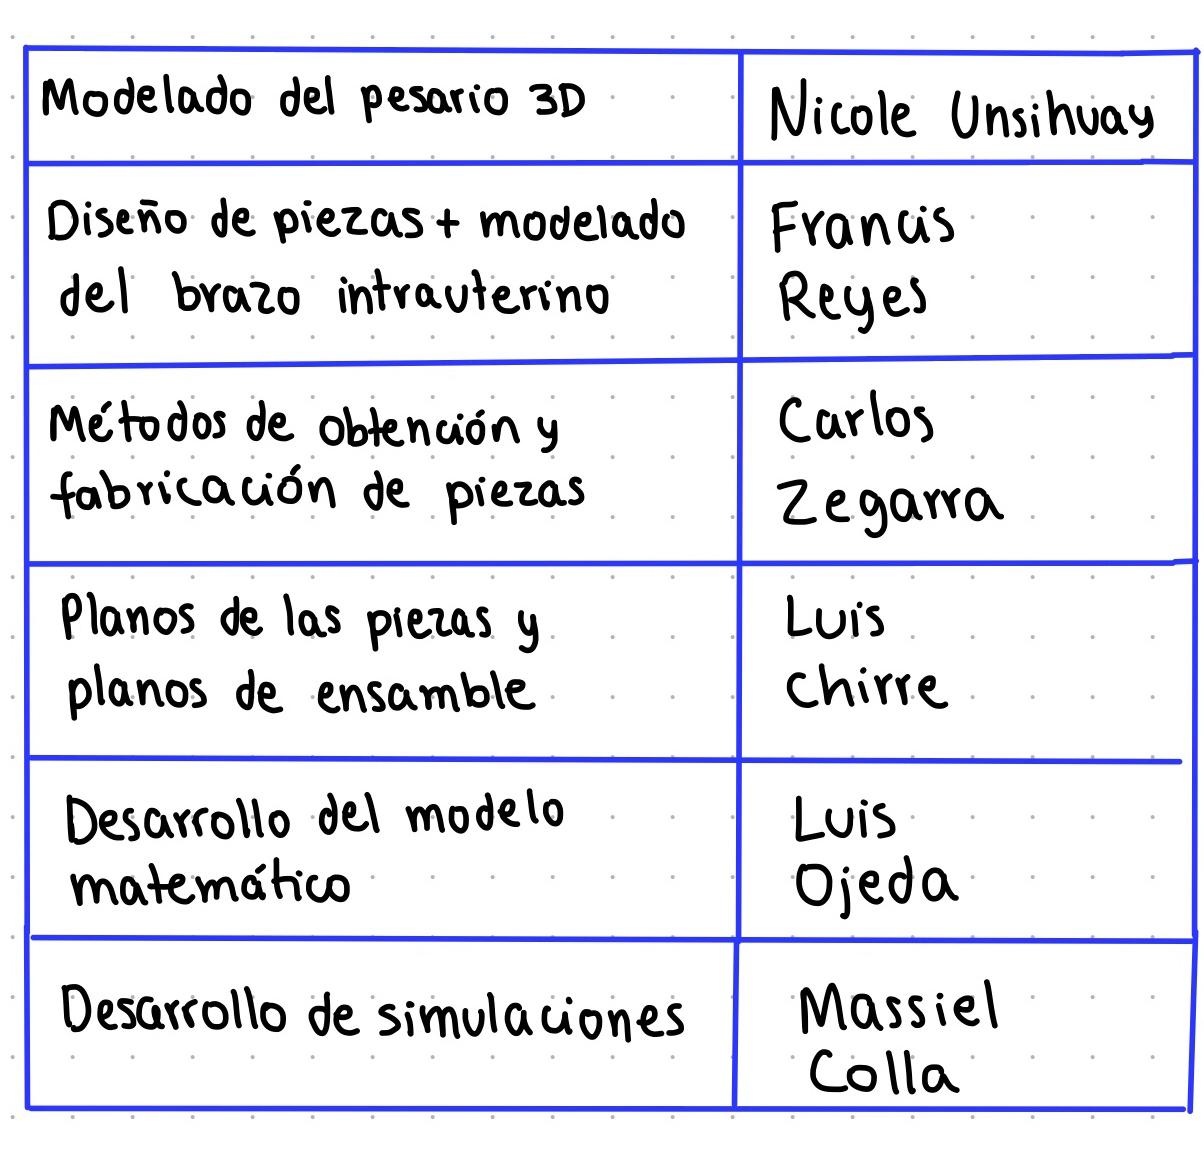 Modelado del pesario 3D
Nicole Unsihuay
Diseño de piezas + modelado
del brazo intrauterino
Francis
Reyes
Métodos de obtención y
fabricación de piezas
Carlos
Zegarra
Planos de las piezas y
planos de ensamble
Luis
Chirre
Desarrollo del modelo
matemático
Luis
Ojeda
Desarrollo de simulaciones
Massiel
Colla